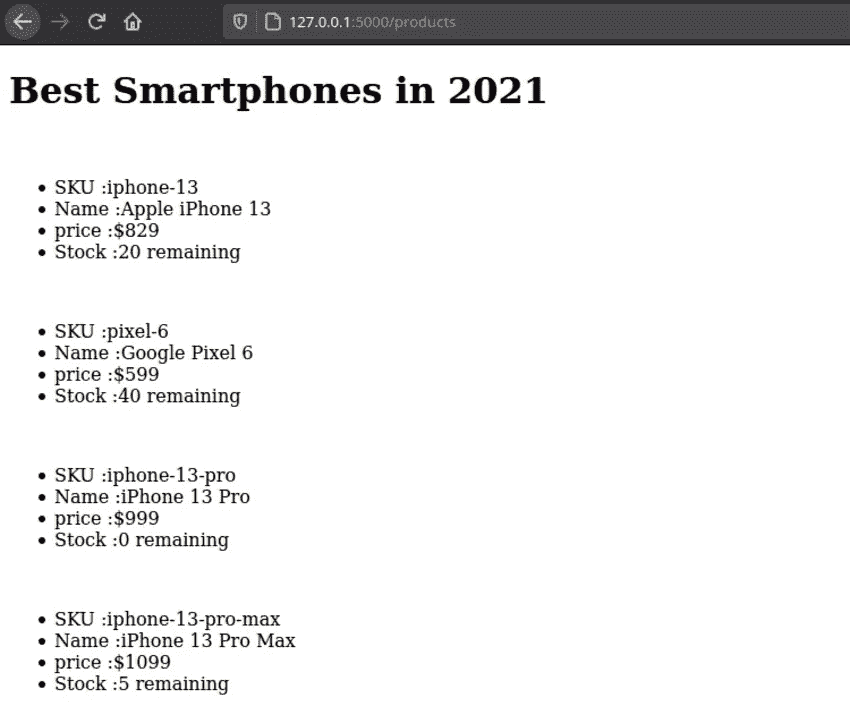 127.0.0.1:5000/products
Best Smartphones in 2021
SKU :iphone-13
Name :Apple iPhone 13
price :$829
Stock :20 remaining
SKU :pixel-6
Name :Google Pixel 6
price :$599
Stock :40 remaining
SKU :iphone-13-pro
Name :iPhone 13 Pro
price :$999
Stock :0 remaining
SKU :iphone-13-pro-max
Name :iPhone 13 Pro Max
price :$1099
Stock :5 remaining